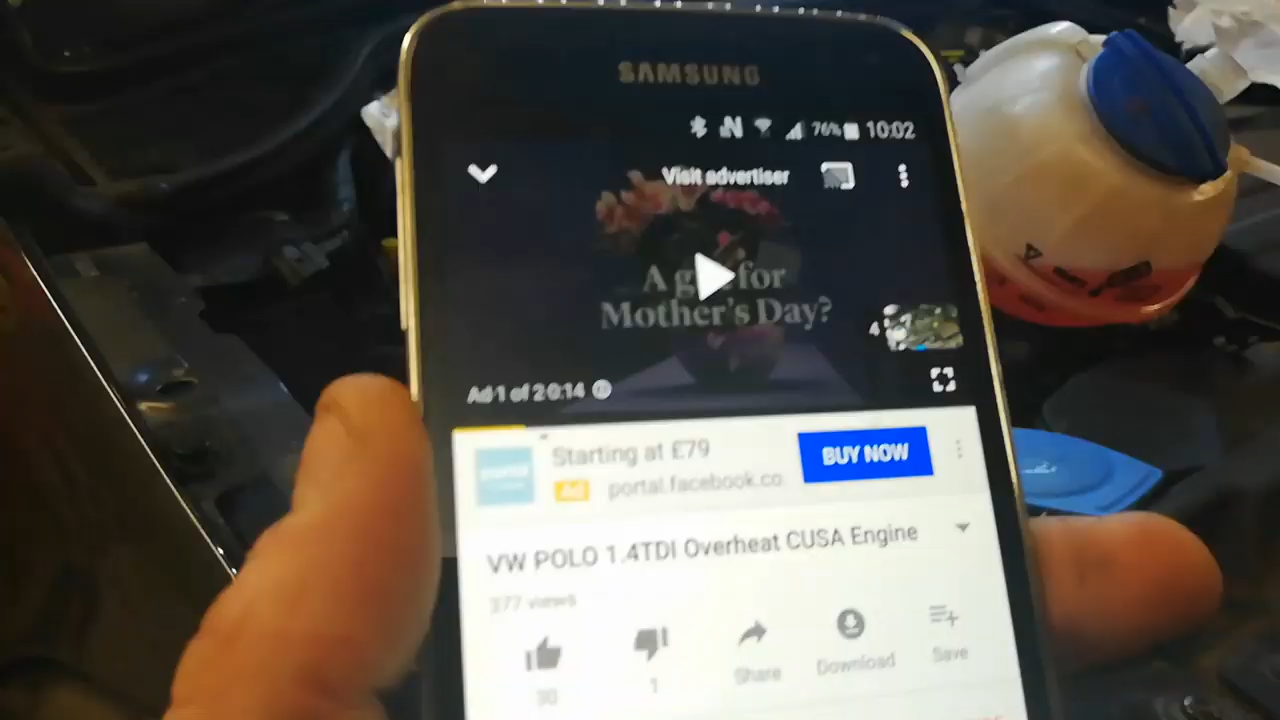 SAMSUNG
76% 10:02
Visit advertiser
A g for
Mother's Day?
4
Ad 1 of 2 0:14
Starting at £79
BUY NOW
Ad portal.facebook.co
VW POLO 1.4TDI Overheat CUSA Engine
377 views
30
1
Share
Download
Save